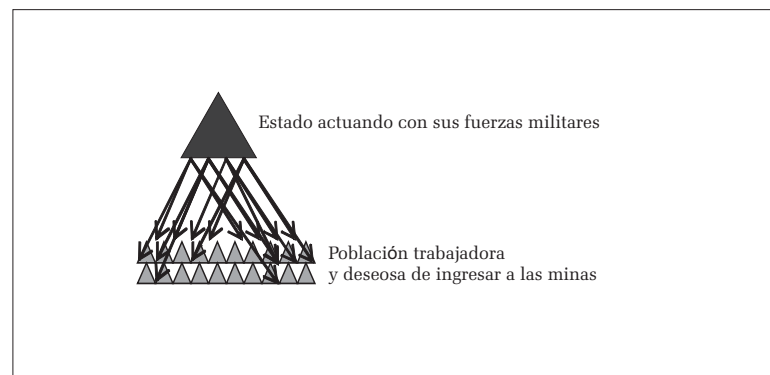 Estado actuando con sus fuerzas militares
Población trabajadora
y deseosa de ingresar a las minas